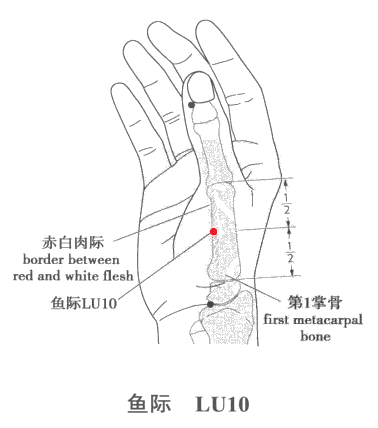 1/2
赤白肉际
border between
red and white flesh
1/2
鱼际LU10
第1掌骨
first metacarpal
bone
鱼际 LU10